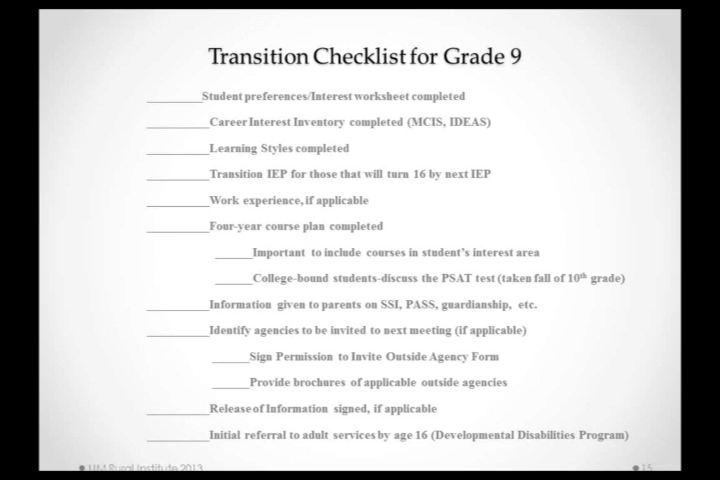 Transition Checklist for Grade 9
_________Student preferences/Interest worksheet completed
__________Career Interest Inventory completed (MCIS, IDEAS)
__________Learning Styles completed
__________Transition IEP for those that will turn 16 by next IEP
__________Work experience, if applicable
__________Four-year course plan completed
______Important to include courses in student's interest area
______College-bound students-discuss the PSAT test (taken fall of 10th grade)
__________Information given to parents on SSI, PASS, guardianship, etc.
__________Identify agencies to be invited to next meeting (if applicable)
______Sign Permission to Invite Outside Agency Form
______Provide brochures of applicable outside agencies
__________Release of Information signed, if applicable
__________Initial referral to adult services by age 16 (Developmental Disabilities Program)
● UM Rural Institute 2013
● 15